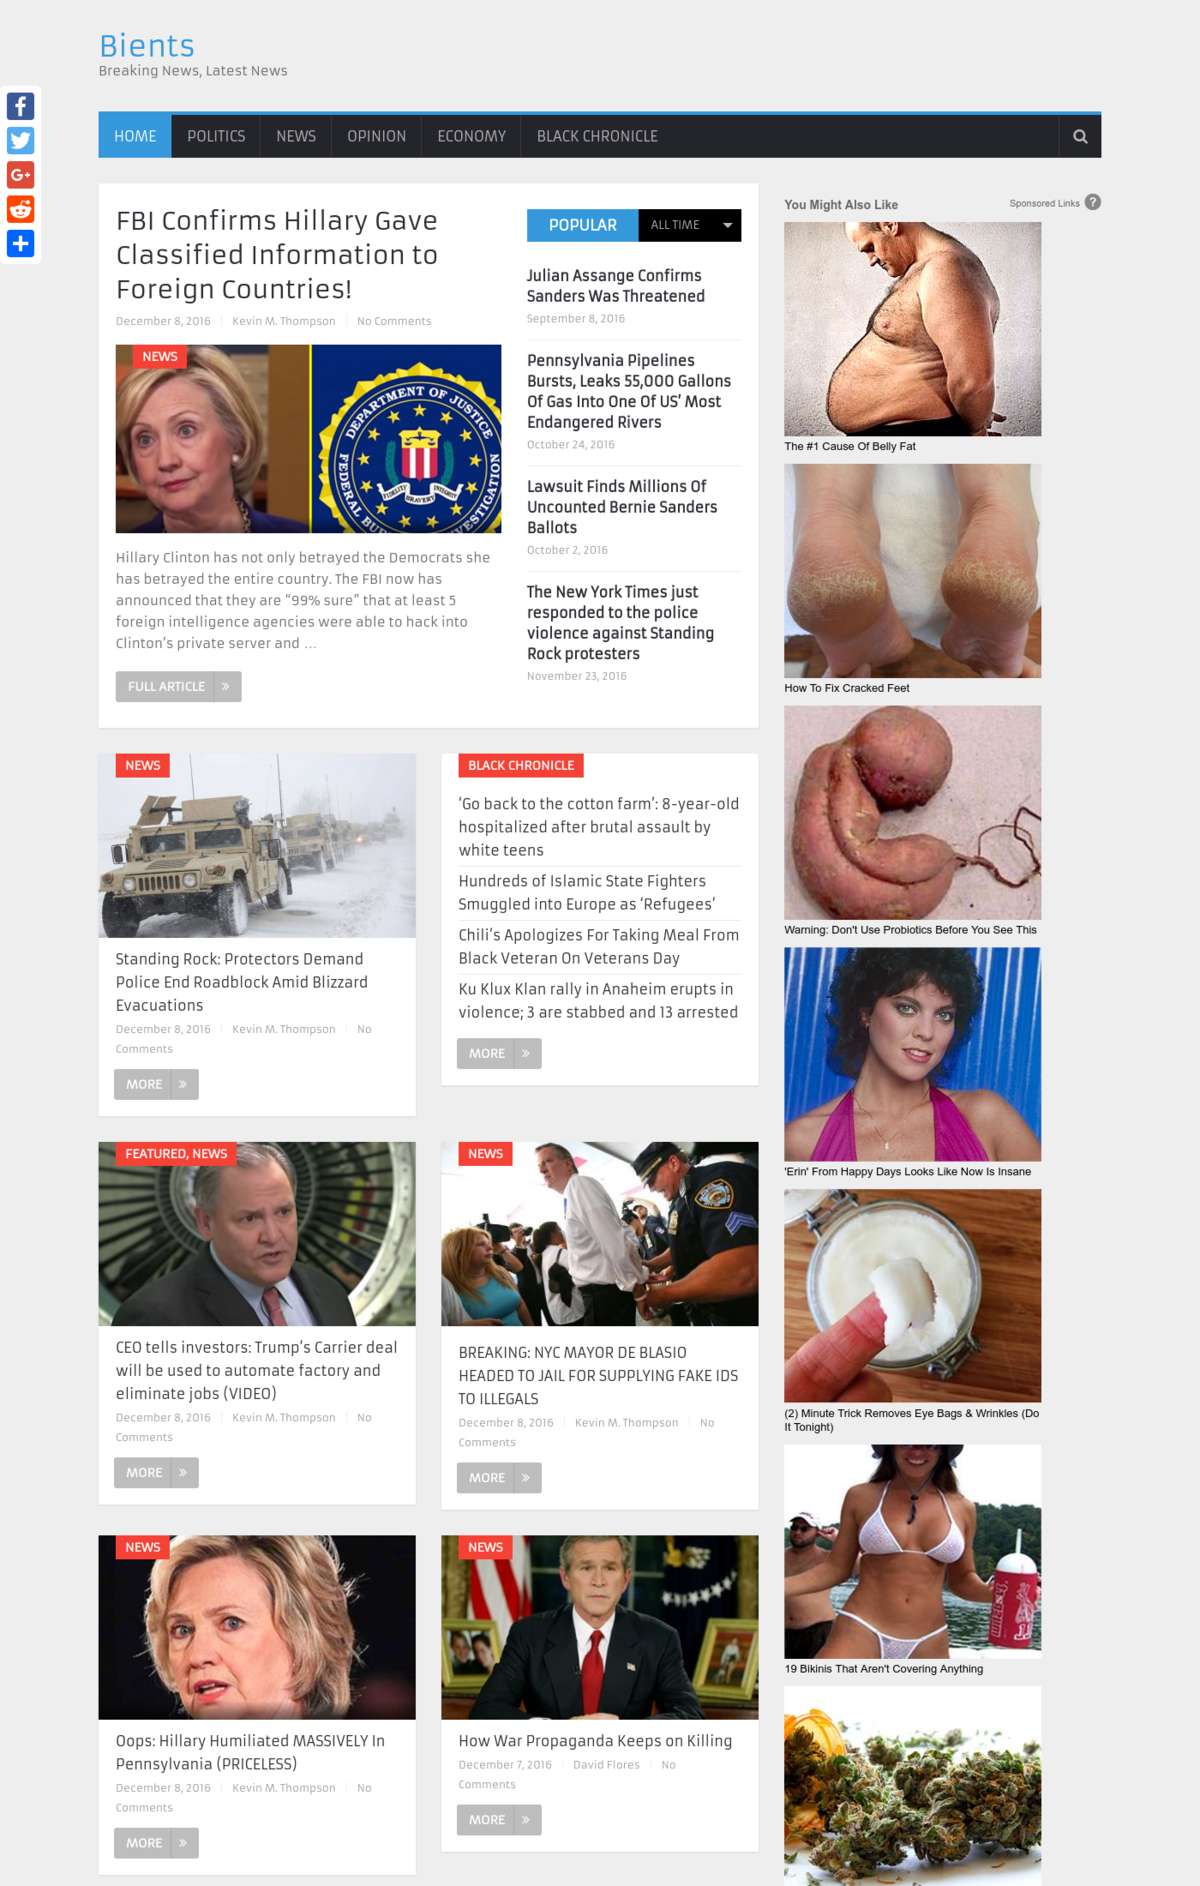 Bients
Breaking News, Latest News
HOME
POLITICS
NEWS
OPINION
ECONOMY
BLACK CHRONICLE
FBI Confirms Hillary Gave
Classified Information to
Foreign Countries!
December 8, 2016
Kevin M. Thompson
No Comments
NEWS
DEPARTMENT OF JUSTICE
FIDELITY BRAVERY INTEGRITY
Hillary Clinton has not only betrayed the Democrats she
has betrayed the entire country. The FBI now has
announced that they are “99% sure” that at least 5
foreign intelligence agencies were able to hack into
Clinton’s private server and …
FULL ARTICLE »
POPULAR
ALL TIME
Julian Assange Confirms
Sanders Was Threatened
September 8, 2016
Pennsylvania Pipelines
Bursts, Leaks 55,000 Gallons
Of Gas Into One Of US’ Most
Endangered Rivers
October 24, 2016
Lawsuit Finds Millions Of
Uncounted Bernie Sanders
Ballots
October 2, 2016
The New York Times just
responded to the police
violence against Standing
Rock protesters
November 23, 2016
NEWS
Standing Rock: Protectors Demand
Police End Roadblock Amid Blizzard
Evacuations
December 8, 2016
Kevin M. Thompson
No
Comments
MORE »
BLACK CHRONICLE
‘Go back to the cotton farm’: 8-year-old
hospitalized after brutal assault by
white teens
Hundreds of Islamic State Fighters
Smuggled into Europe as ‘Refugees’
Chili’s Apologizes For Taking Meal From
Black Veteran On Veterans Day
Ku Klux Klan rally in Anaheim erupts in
violence; 3 are stabbed and 13 arrested
MORE »
FEATURED, NEWS
CEO tells investors: Trump’s Carrier deal
will be used to automate factory and
eliminate jobs (VIDEO)
December 8, 2016
Kevin M. Thompson
No
Comments
MORE »
NEWS
BREAKING: NYC MAYOR DE BLASIO
HEADED TO JAIL FOR SUPPLYING FAKE IDS
TO ILLEGALS
December 8, 2016
Kevin M. Thompson
No
Comments
MORE »
NEWS
Oops: Hillary Humiliated MASSIVELY In
Pennsylvania (PRICELESS)
December 8, 2016
Kevin M. Thompson
No
Comments
MORE »
NEWS
How War Propaganda Keeps on Killing
December 7, 2016
David Flores
No
Comments
MORE »
You Might Also Like
Sponsored Links ?
The #1 Cause Of Belly Fat
How To Fix Cracked Feet
Warning: Don't Use Probiotics Before You See This
'Erin' From Happy Days Looks Like Now Is Insane
(2) Minute Trick Removes Eye Bags & Wrinkles (Do
It Tonight)
19 Bikinis That Aren't Covering Anything